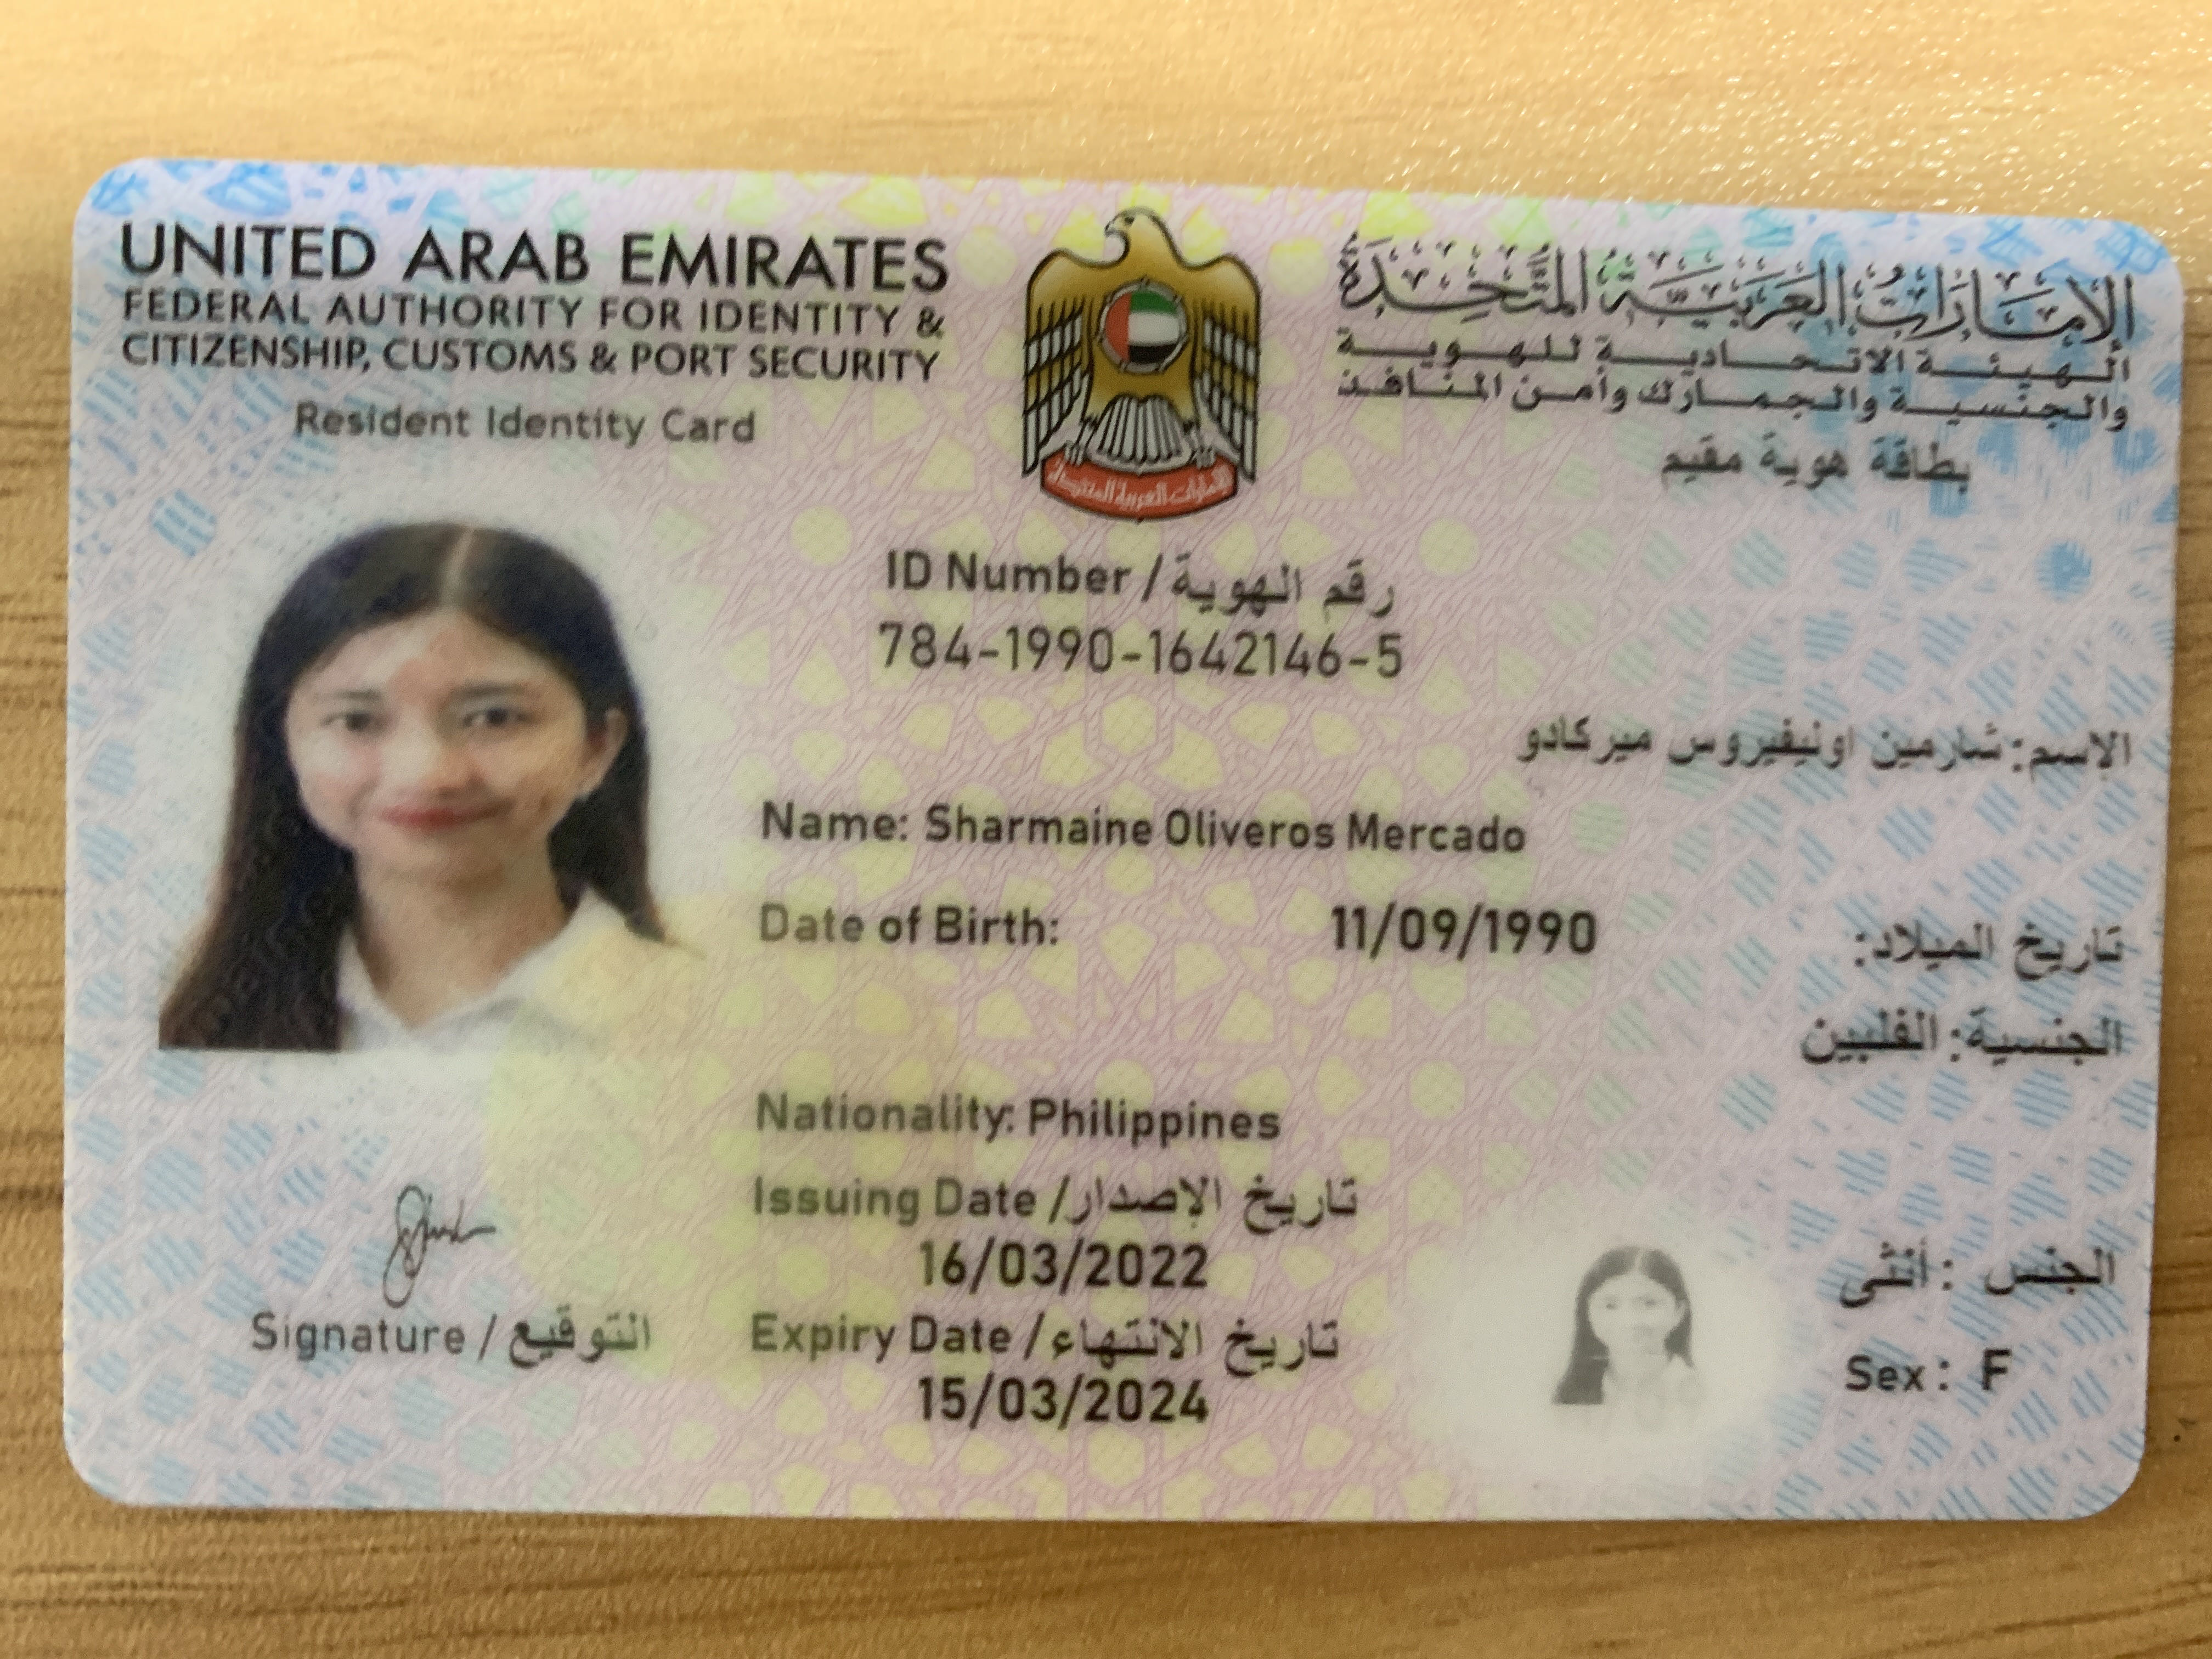 UNITED ARAB EMIRATES
FEDERAL AUTHORITY FOR IDENTITY &
CITIZENSHIP, CUSTOMS & PORT SECURITY
Resident Identity Card
الإمارات العربية المتحدة
الهيئة الاتحادية للهوية
والجنسية والجمارك وأمن المنافذ
بطاقة هوية مقيم
ID Number / رقم الهوية
784-1990-1642146-5
الاسم: شارمين اوليفيروس ميركادو
Name: Sharmaine Oliveros Mercado
Date of Birth: 11/09/1990 تاريخ الميلاد:
الجنسية: الفلبين
Nationality: Philippines
Issuing Date / تاريخ الإصدار
16/03/2022
Expiry Date / تاريخ الانتهاء
15/03/2024
الجنس : أنثى
Sex : F
Signature / التوقيع